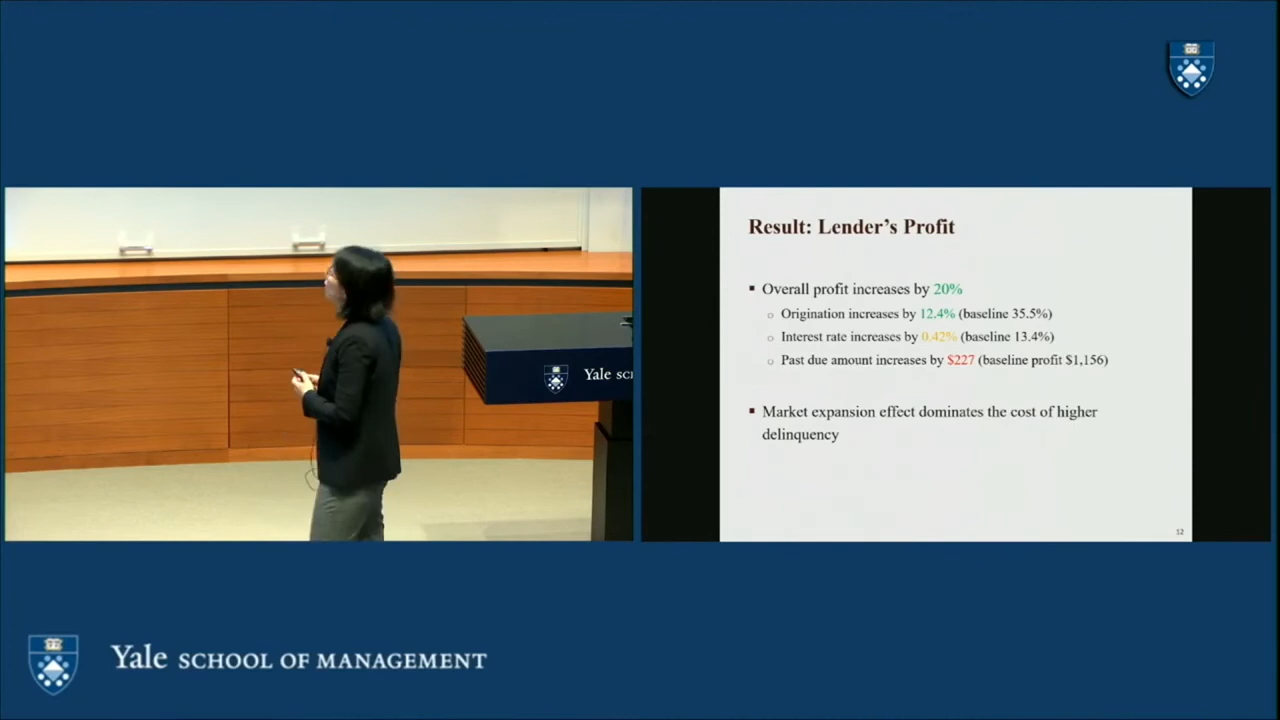 Result: Lender's Profit
Overall profit increases by 20%
Origination increases by 12.4% (baseline 35.5%)
Interest rate increases by 0.42% (baseline 13.4%)
Past due amount increases by $227 (baseline profit $1,156)
Market expansion effect dominates the cost of higher
delinquency
12
Yale
Yale SCHOOL OF MANAGEMENT